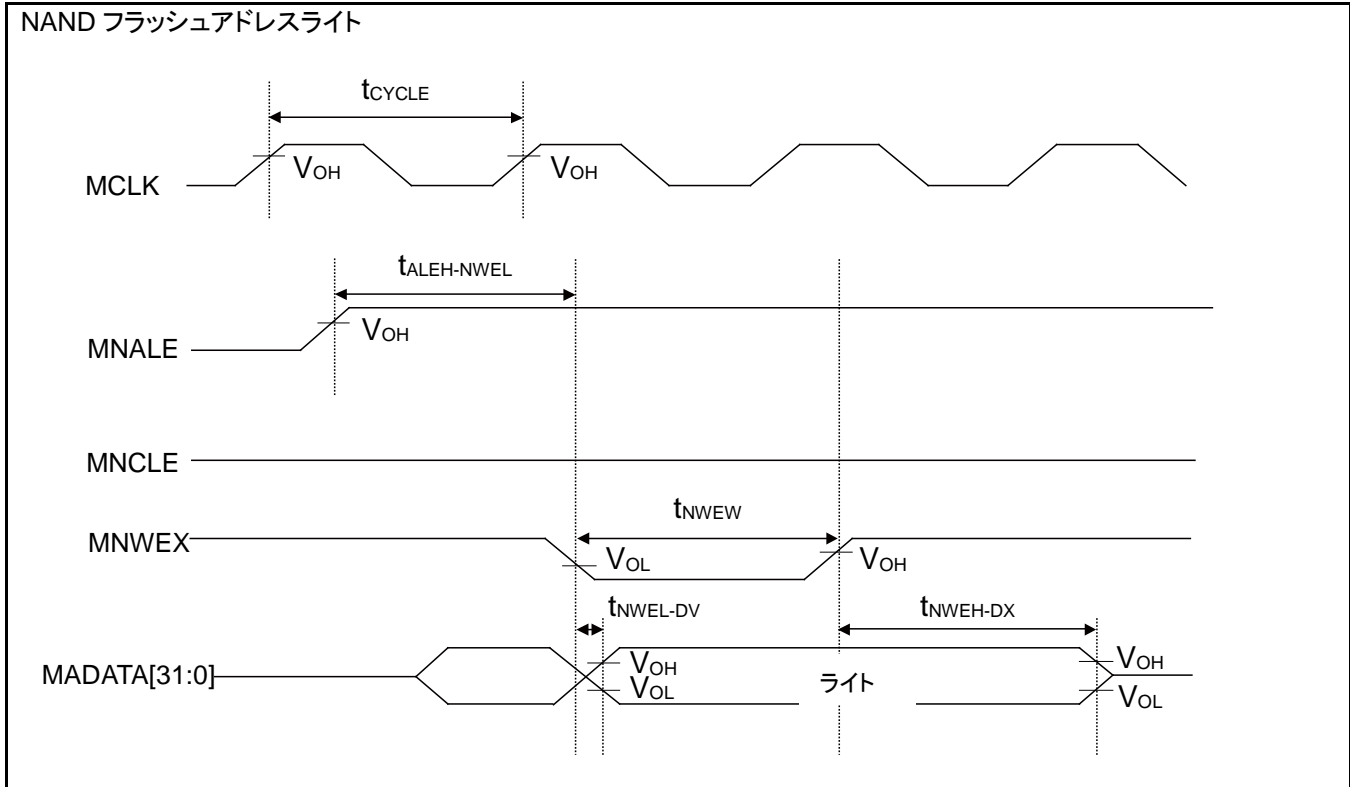 NAND フラッシュアドレスライト
tCYCLE
MCLK
VOH
VOH
tALEH-NWEL
MNALE
VOH
MNCLE
tNWEW
MNWEX
VOL
VOH
tNWEL-DV
tNWEH-DX
MADATA[31:0]
VOH
VOL
ライト
VOH
VOL